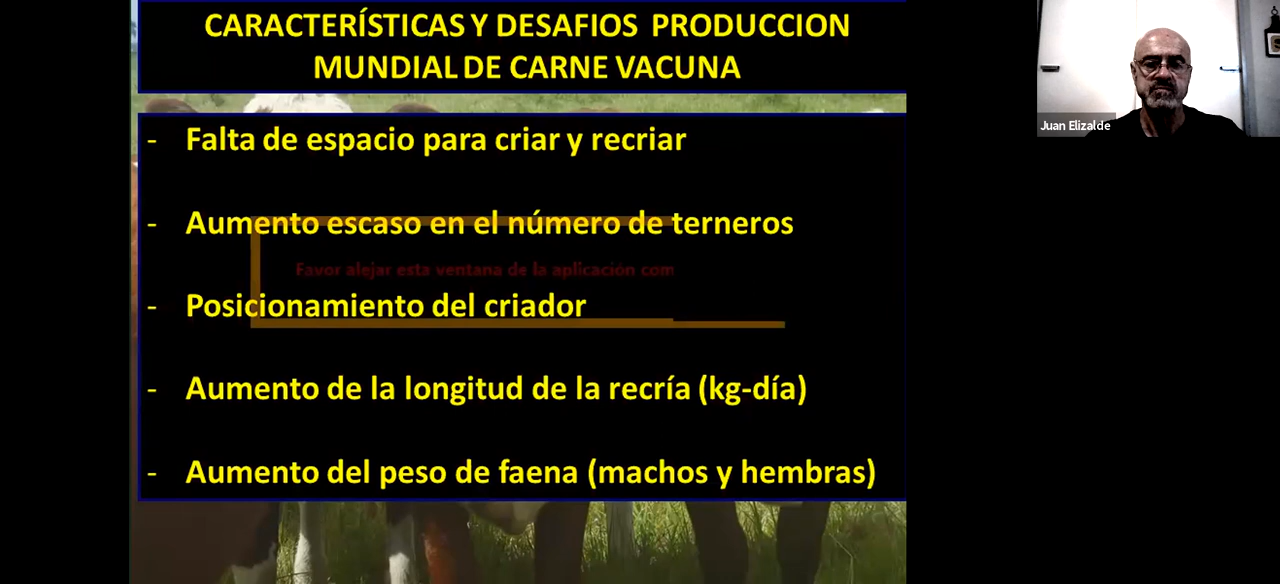 CARACTERÍSTICAS Y DESAFIOS PRODUCCION
MUNDIAL DE CARNE VACUNA
- Falta de espacio para criar y recriar
- Aumento escaso en el número de terneros
Favor alejar esta ventana de la aplicación com
- Posicionamiento del criador
- Aumento de la longitud de la recría (kg-día)
- Aumento del peso de faena (machos y hembras)
Juan Elizalde